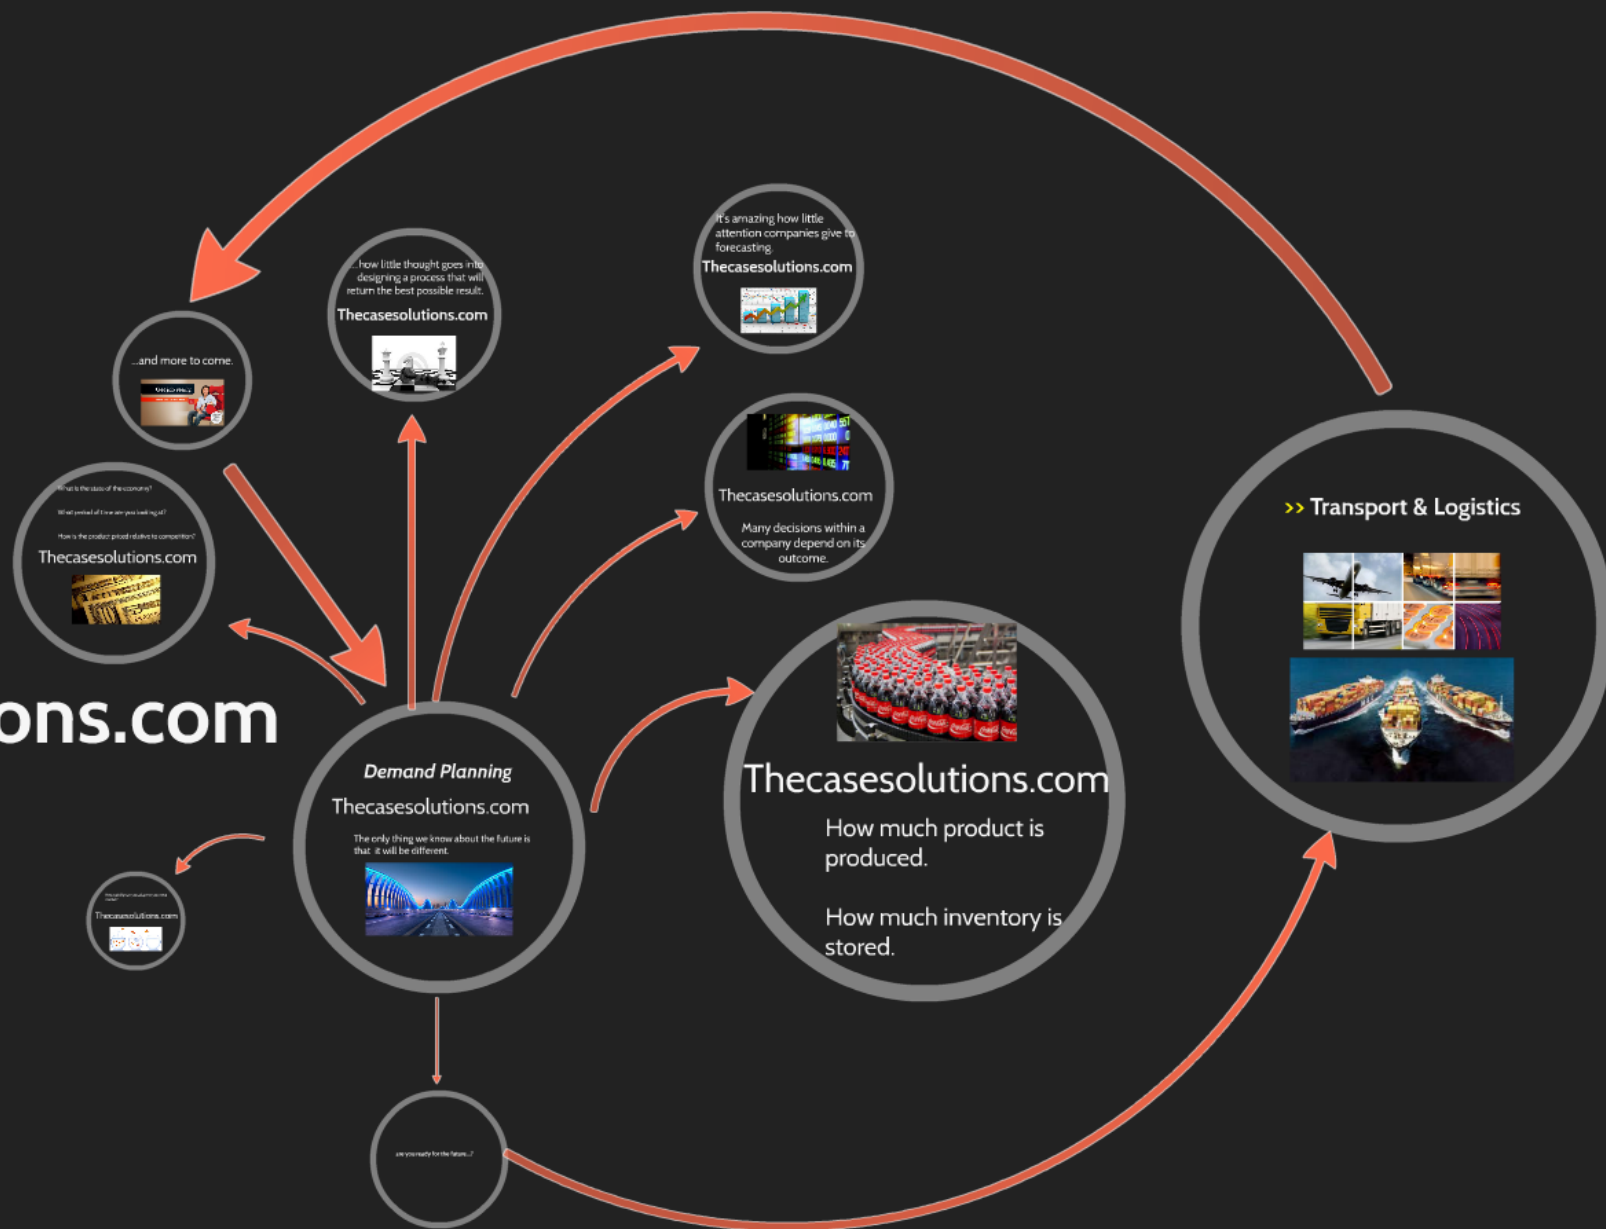 It's amazing how little
attention companies give to
forecasting.
Thecasesolutions.com
...how little thought goes into
designing a process that will
return the best possible result.
Thecasesolutions.com
...and more to come.
Thecasesolutions.com
Many decisions within a
company depend on its
outcome.
What is the state of the economy?
What period of time are you looking at?
How is the product priced relative to competition?
Thecasesolutions.com
>> Transport & Logistics
ons.com
Demand Planning
Thecasesolutions.com
The only thing we know about the future is
that it will be different.
Thecasesolutions.com
How much product is
produced.
How much inventory is
stored.
Thecasesolutions.com
are you ready for the future...?